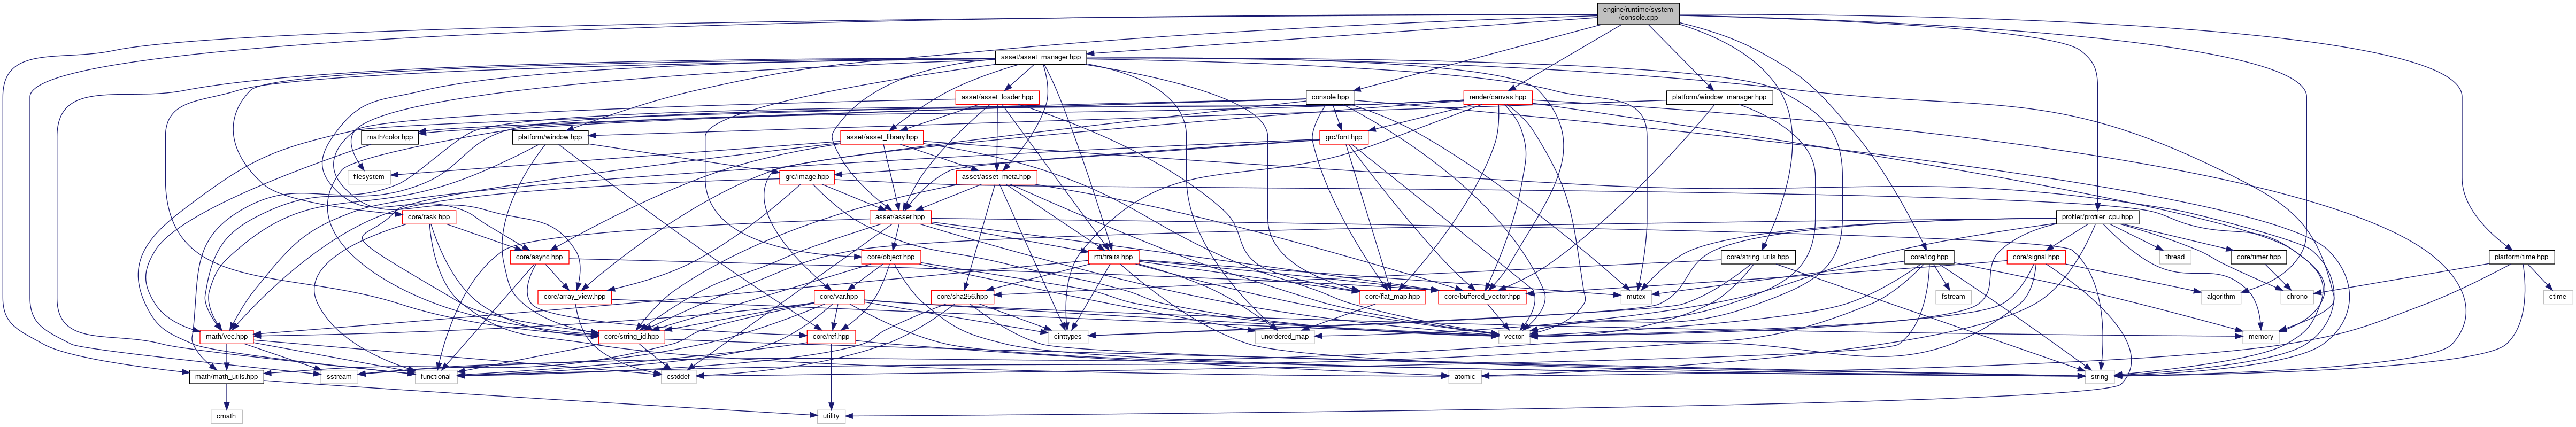 engine/runtime/system
/console.cpp
asset/asset_manager.hpp
asset/asset_loader.hpp
console.hpp
render/canvas.hpp
platform/window_manager.hpp
math/color.hpp
platform/window.hpp
asset/asset_library.hpp
grc/font.hpp
filesystem
grc/image.hpp
asset/asset_meta.hpp
core/task.hpp
asset/asset.hpp
profiler/profiler_cpu.hpp
core/async.hpp
core/object.hpp
rtti/traits.hpp
core/string_utils.hpp
core/log.hpp
core/signal.hpp
thread
core/timer.hpp
platform/time.hpp
core/array_view.hpp
core/var.hpp
core/sha256.hpp
core/flat_map.hpp
core/buffered_vector.hpp
mutex
fstream
algorithm
chrono
ctime
math/vec.hpp
core/string_id.hpp
core/ref.hpp
cinttypes
unordered_map
vector
memory
math/math_utils.hpp
sstream
functional
cstddef
atomic
string
cmath
utility